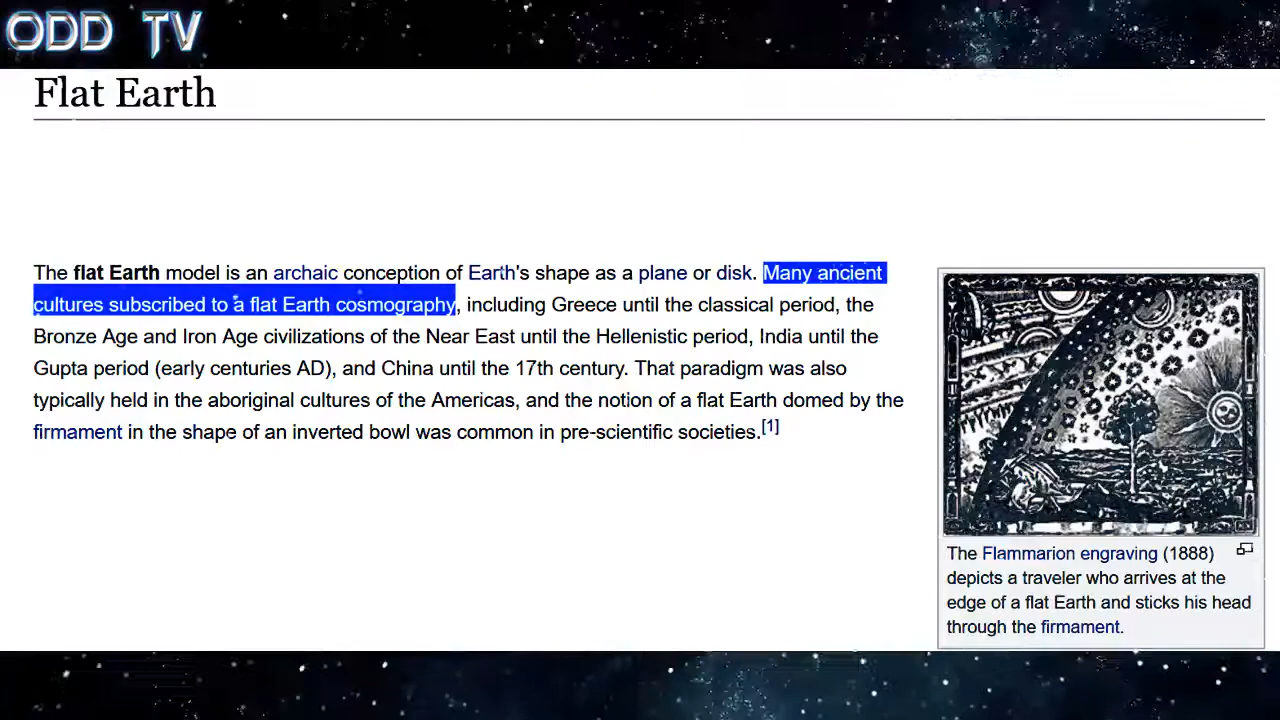 ODD TV
Flat Earth
The flat Earth model is an archaic conception of Earth's shape as a plane or disk. Many ancient
cultures subscribed to a flat Earth cosmography, including Greece until the classical period, the
Bronze Age and Iron Age civilizations of the Near East until the Hellenistic period, India until the
Gupta period (early centuries AD), and China until the 17th century. That paradigm was also
typically held in the aboriginal cultures of the Americas, and the notion of a flat Earth domed by the
firmament in the shape of an inverted bowl was common in pre-scientific societies.[1]
The Flammarion engraving (1888)
depicts a traveler who arrives at the
edge of a flat Earth and sticks his head
through the firmament.